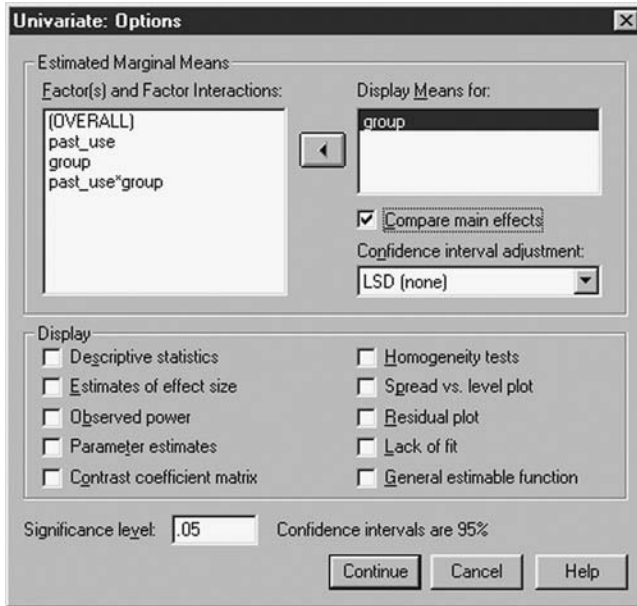 Univariate: Options
Estimated Marginal Means
Factor(s) and Factor Interactions:
(OVERALL)
past_use
group
past_use*group
Display Means for:
group
Compare main effects
Confidence interval adjustment:
LSD (none)
Display
Descriptive statistics
Estimates of effect size
Observed power
Parameter estimates
Contrast coefficient matrix
Homogeneity tests
Spread vs. level plot
Residual plot
Lack of fit
General estimable function
Significance level: .05 Confidence intervals are 95%
Continue Cancel Help